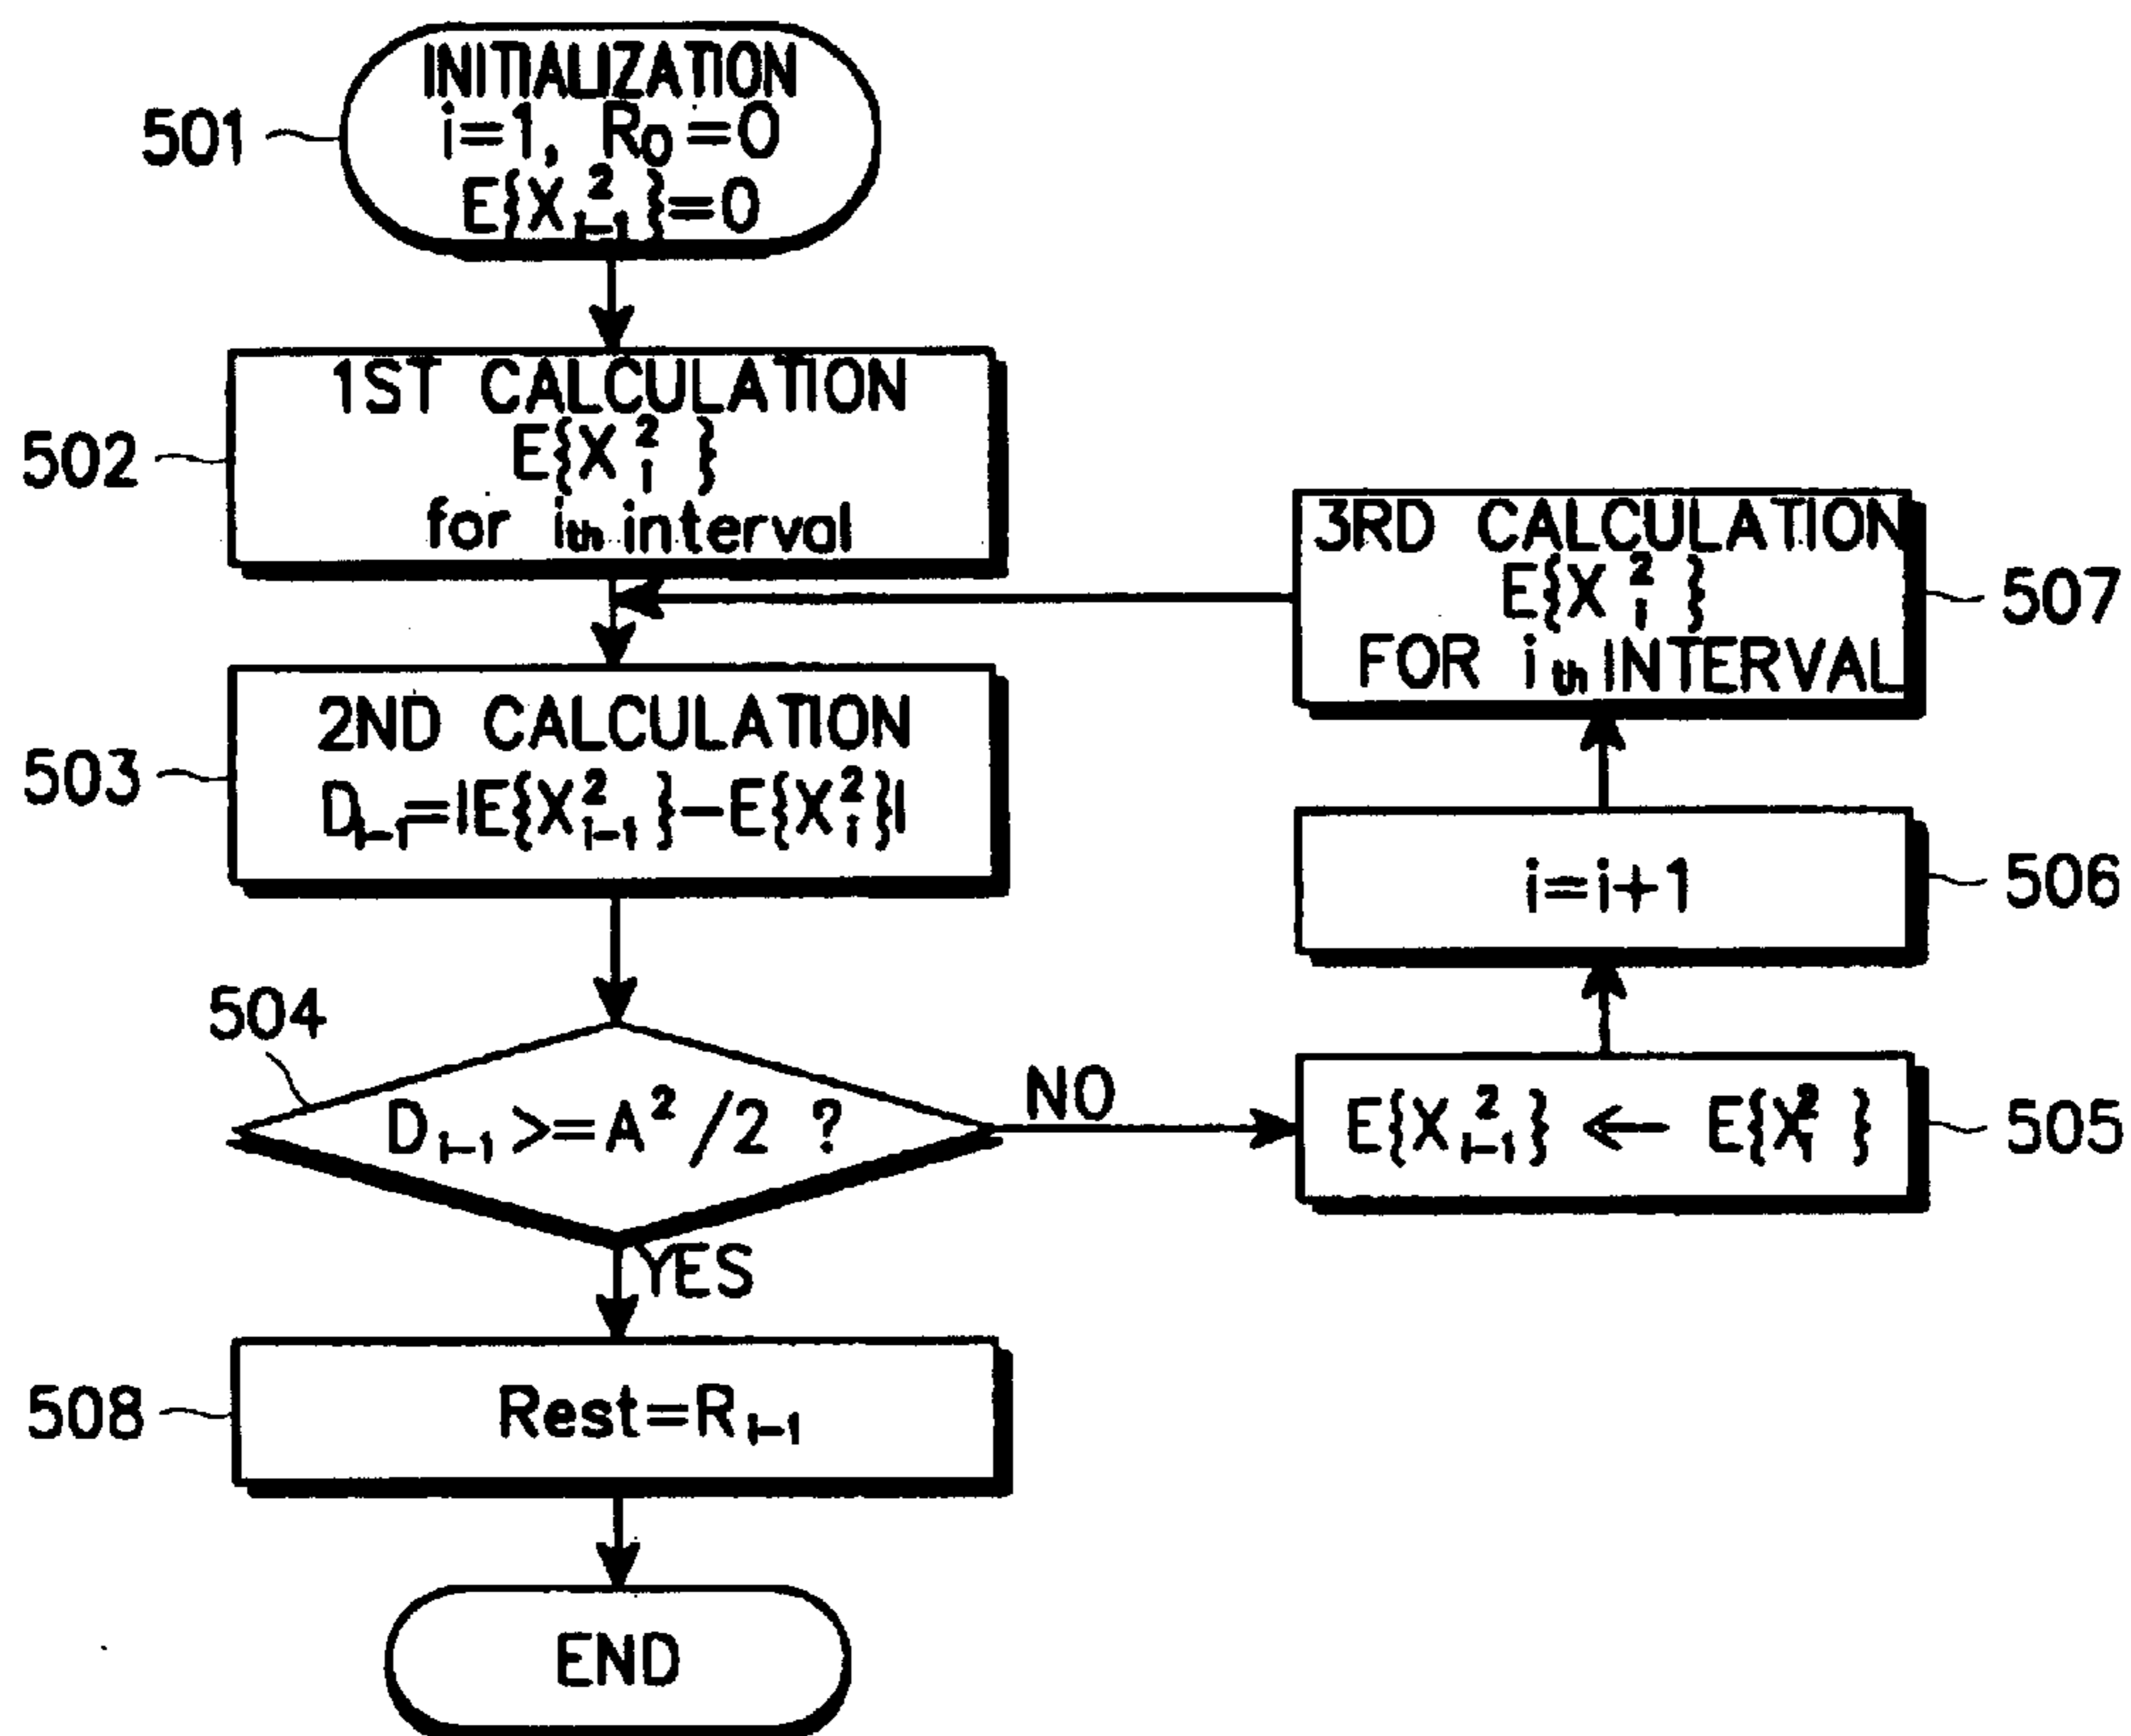 501
INITIALIZATION
i=1, R₀=0
E{X²ᵢ₋₁}=0
502
1ST CALCULATION
E{X²ᵢ}
for iₜₕ interval
503
2ND CALCULATION
Dᵢ₋₁=|E{X²ᵢ₋₁}−E{X²ᵢ}|
504
Dᵢ₋₁>=A²/2 ?
NO
YES
E{X²ᵢ₋₁} ← E{X²ᵢ}
505
i=i+1
506
3RD CALCULATION
E{X²ᵢ}
FOR iₜₕ INTERVAL
507
508
Rest=Rᵢ₋₁
END